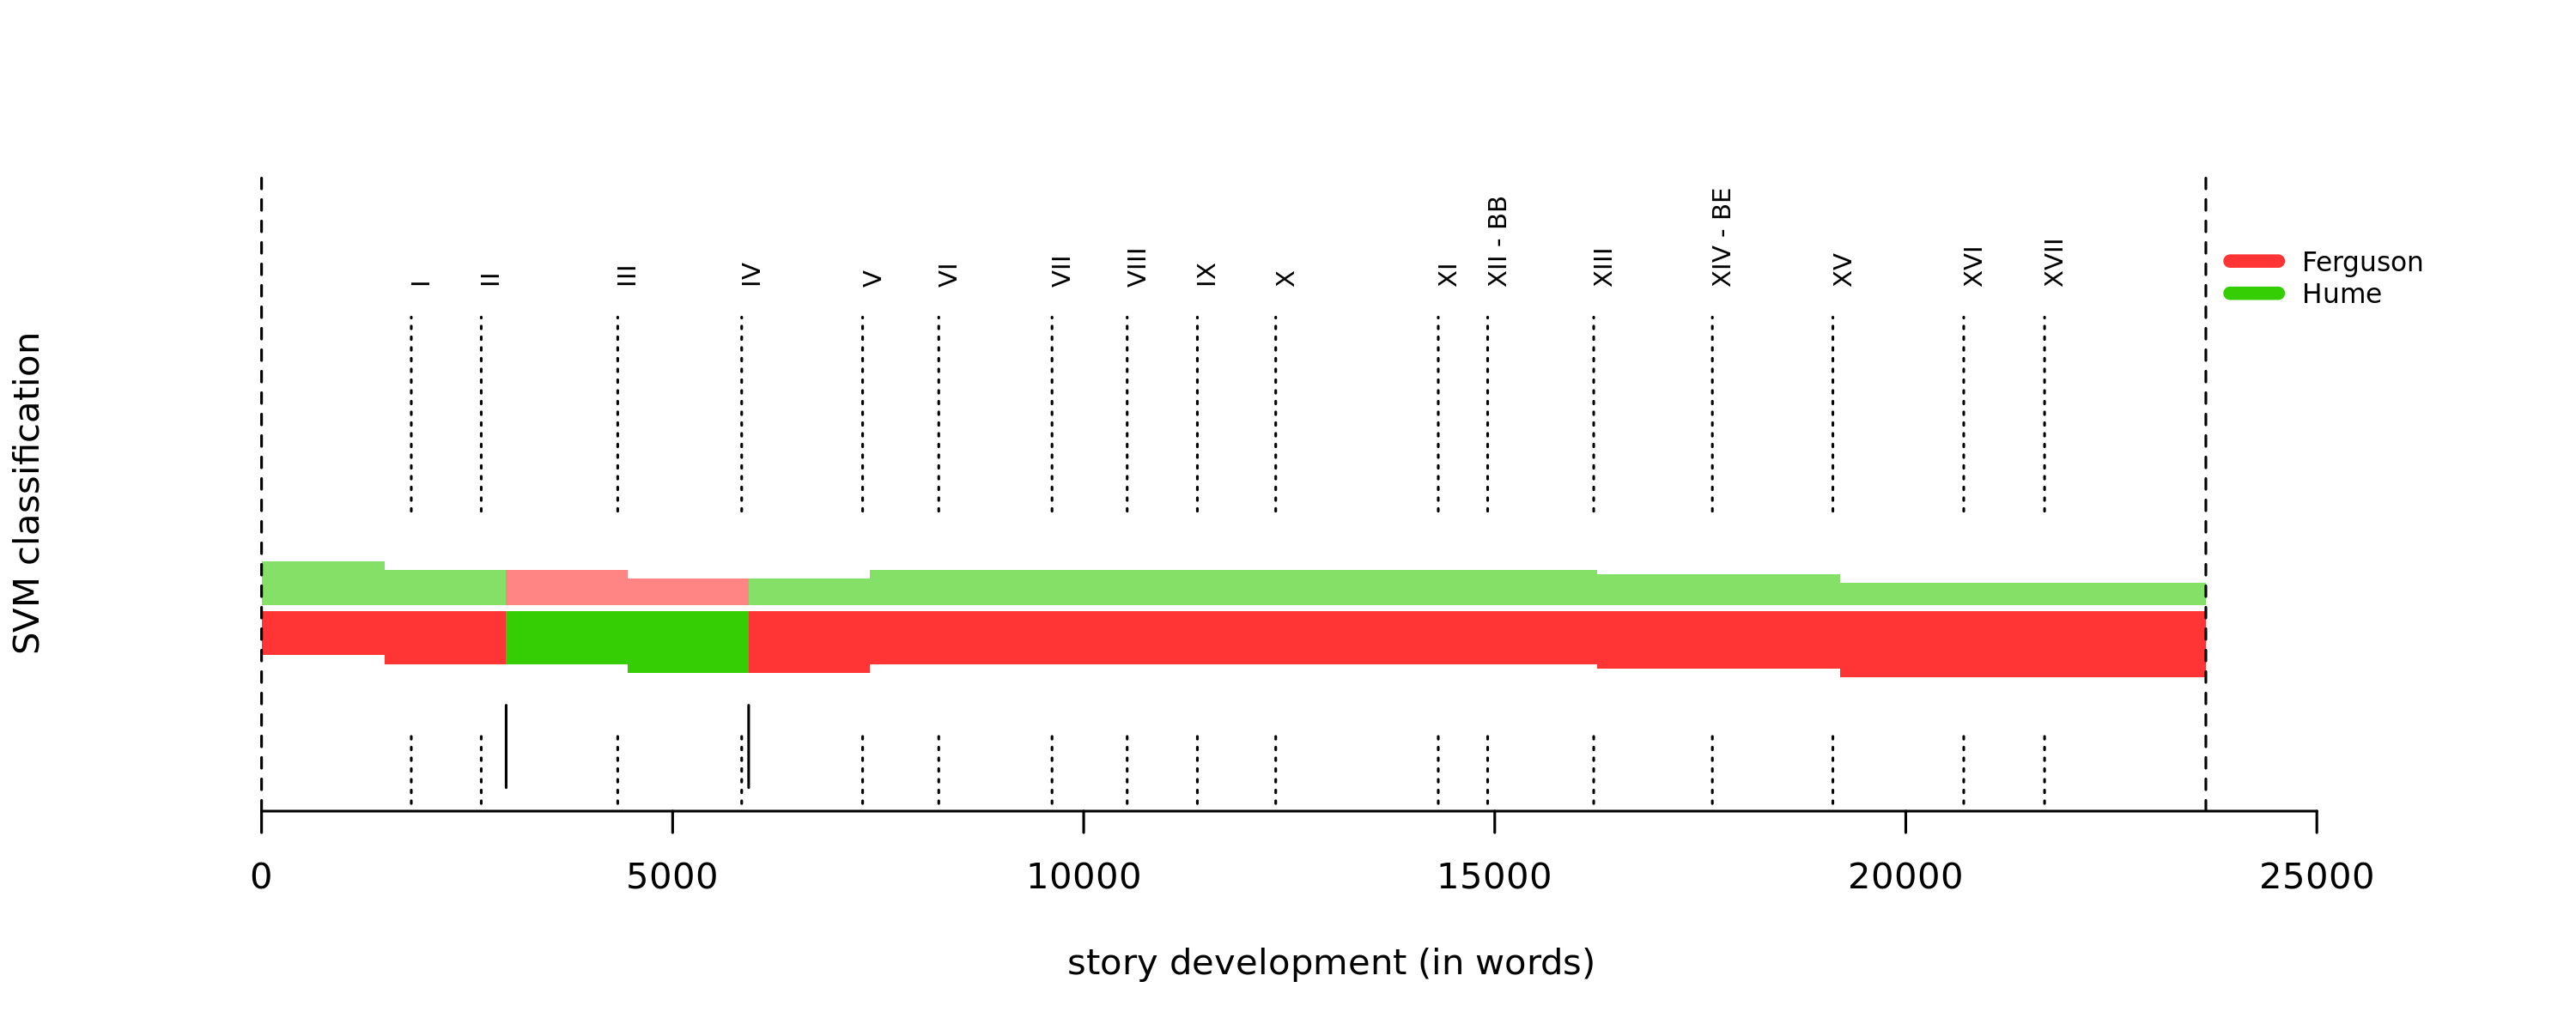 SVM classification
I
II
III
IV
V
VI
VII
VIII
IX
X
XI
XII - BB
XIII
XIV - BE
XV
XVI
XVII
Ferguson
Hume
0 5000 10000 15000 20000 25000
story development (in words)